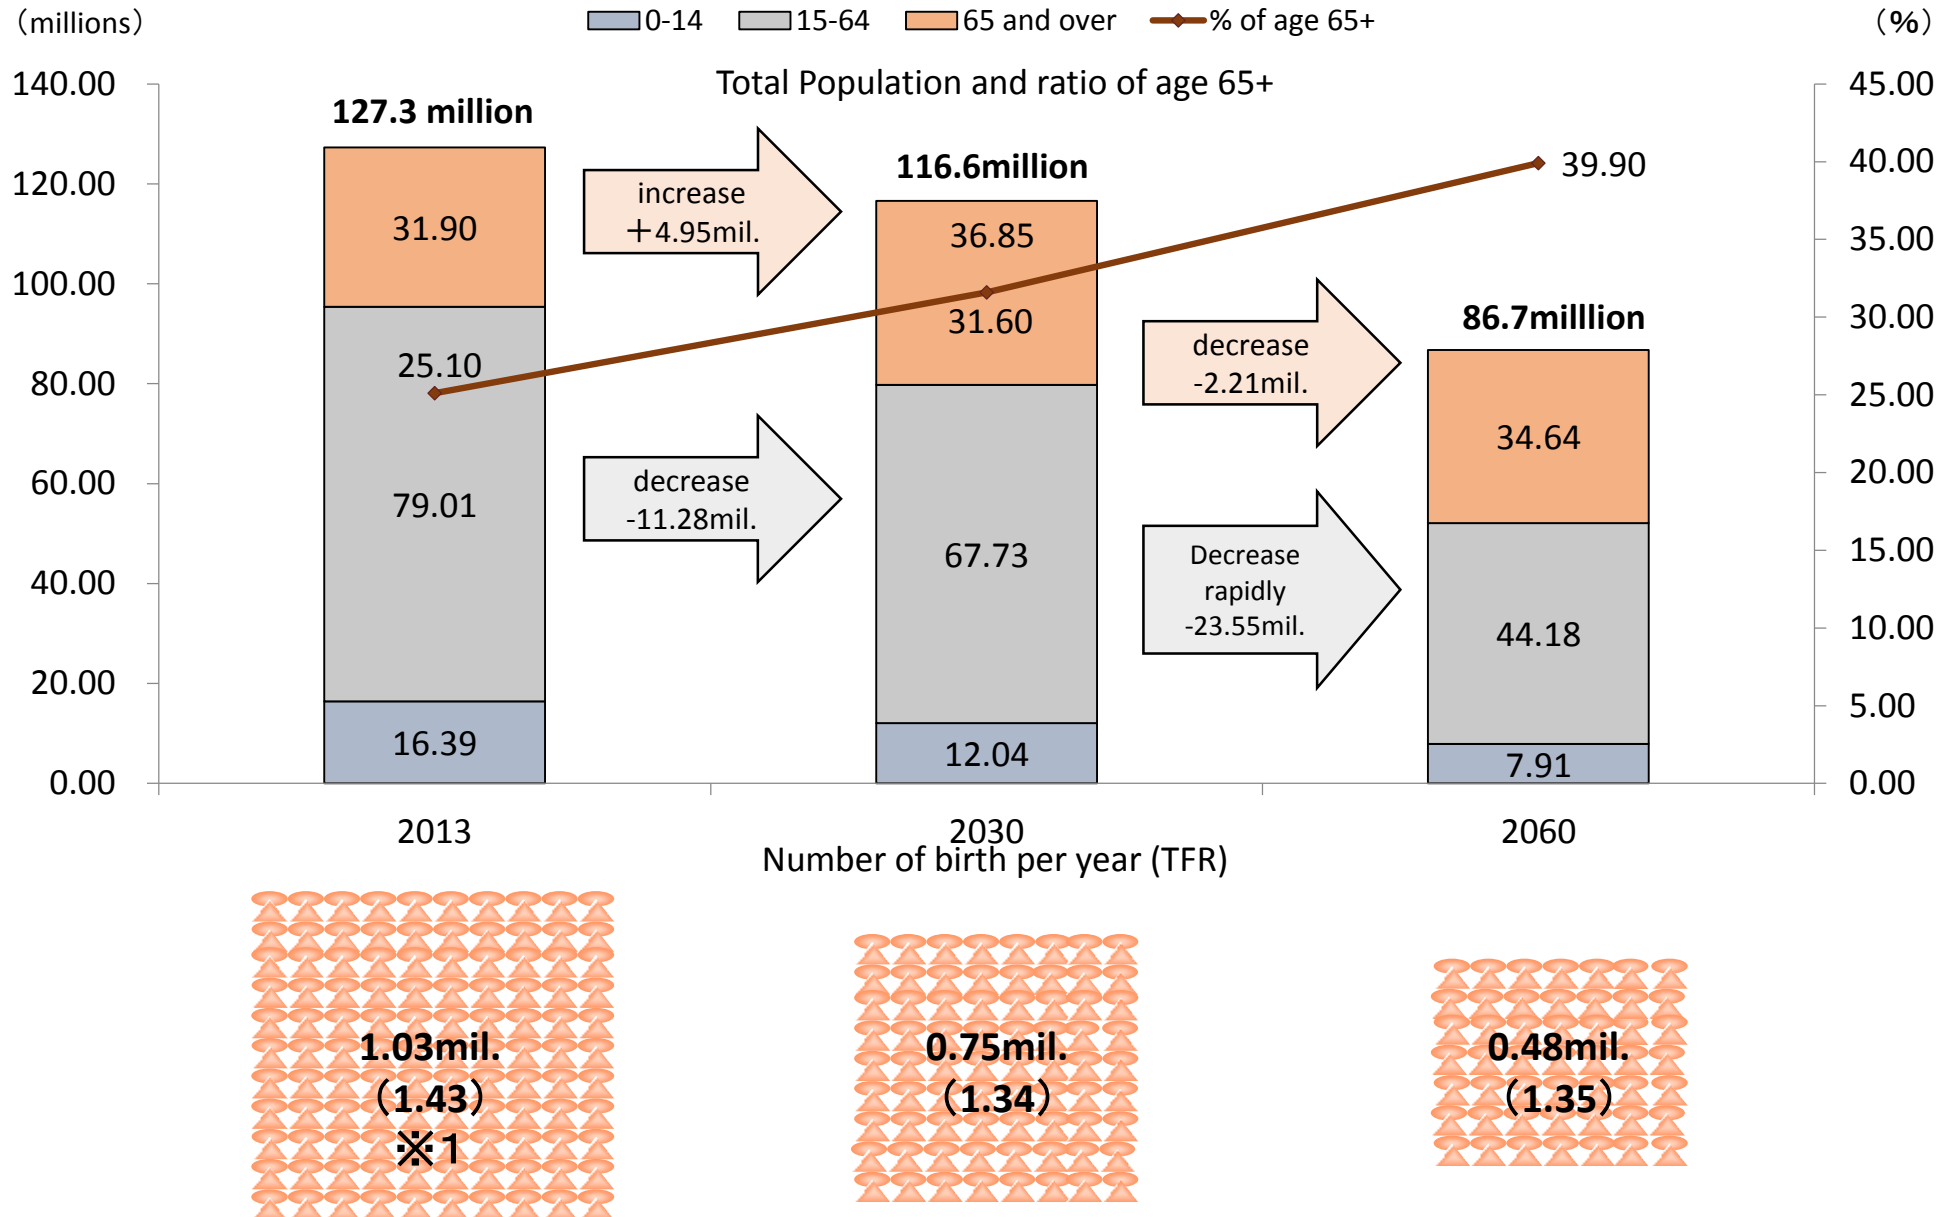 （millions）
0-14
15-64
65 and over
% of age 65+
（%）
Total Population and ratio of age 65+
140.00
120.00
100.00
80.00
60.00
40.00
20.00
0.00
45.00
40.00
35.00
30.00
25.00
20.00
15.00
10.00
5.00
0.00
127.3 million
31.90
25.10
79.01
16.39
increase
＋4.95mil.
decrease
-11.28mil.
116.6million
36.85
31.60
67.73
12.04
decrease
-2.21mil.
Decrease
rapidly
-23.55mil.
39.90
86.7milllion
34.64
44.18
7.91
2013
2030
2060
Number of birth per year (TFR)
1.03mil.
（1.43）
※1
0.75mil.
（1.34）
0.48mil.
（1.35）